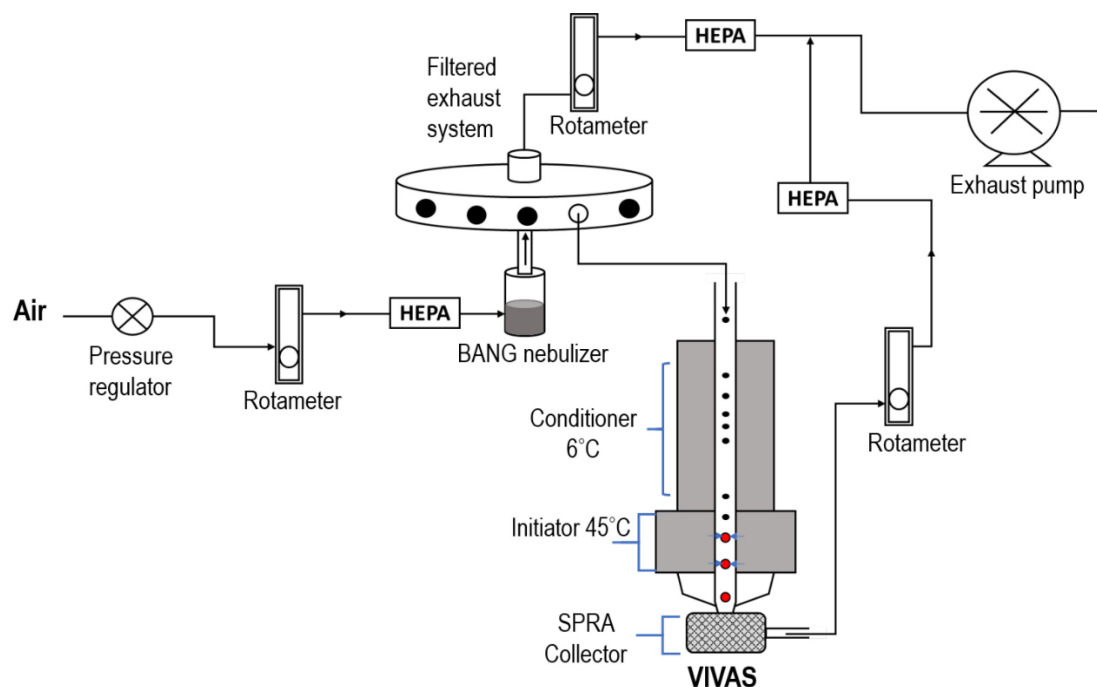 HEPA
Filtered
exhaust
system
Rotameter
Exhaust pump
HEPA
Air
HEPA
Pressure
regulator
BANG nebulizer
Rotameter
Conditioner
6°C
Rotameter
Initiator 45°C
SPRA
Collector
VIVAS